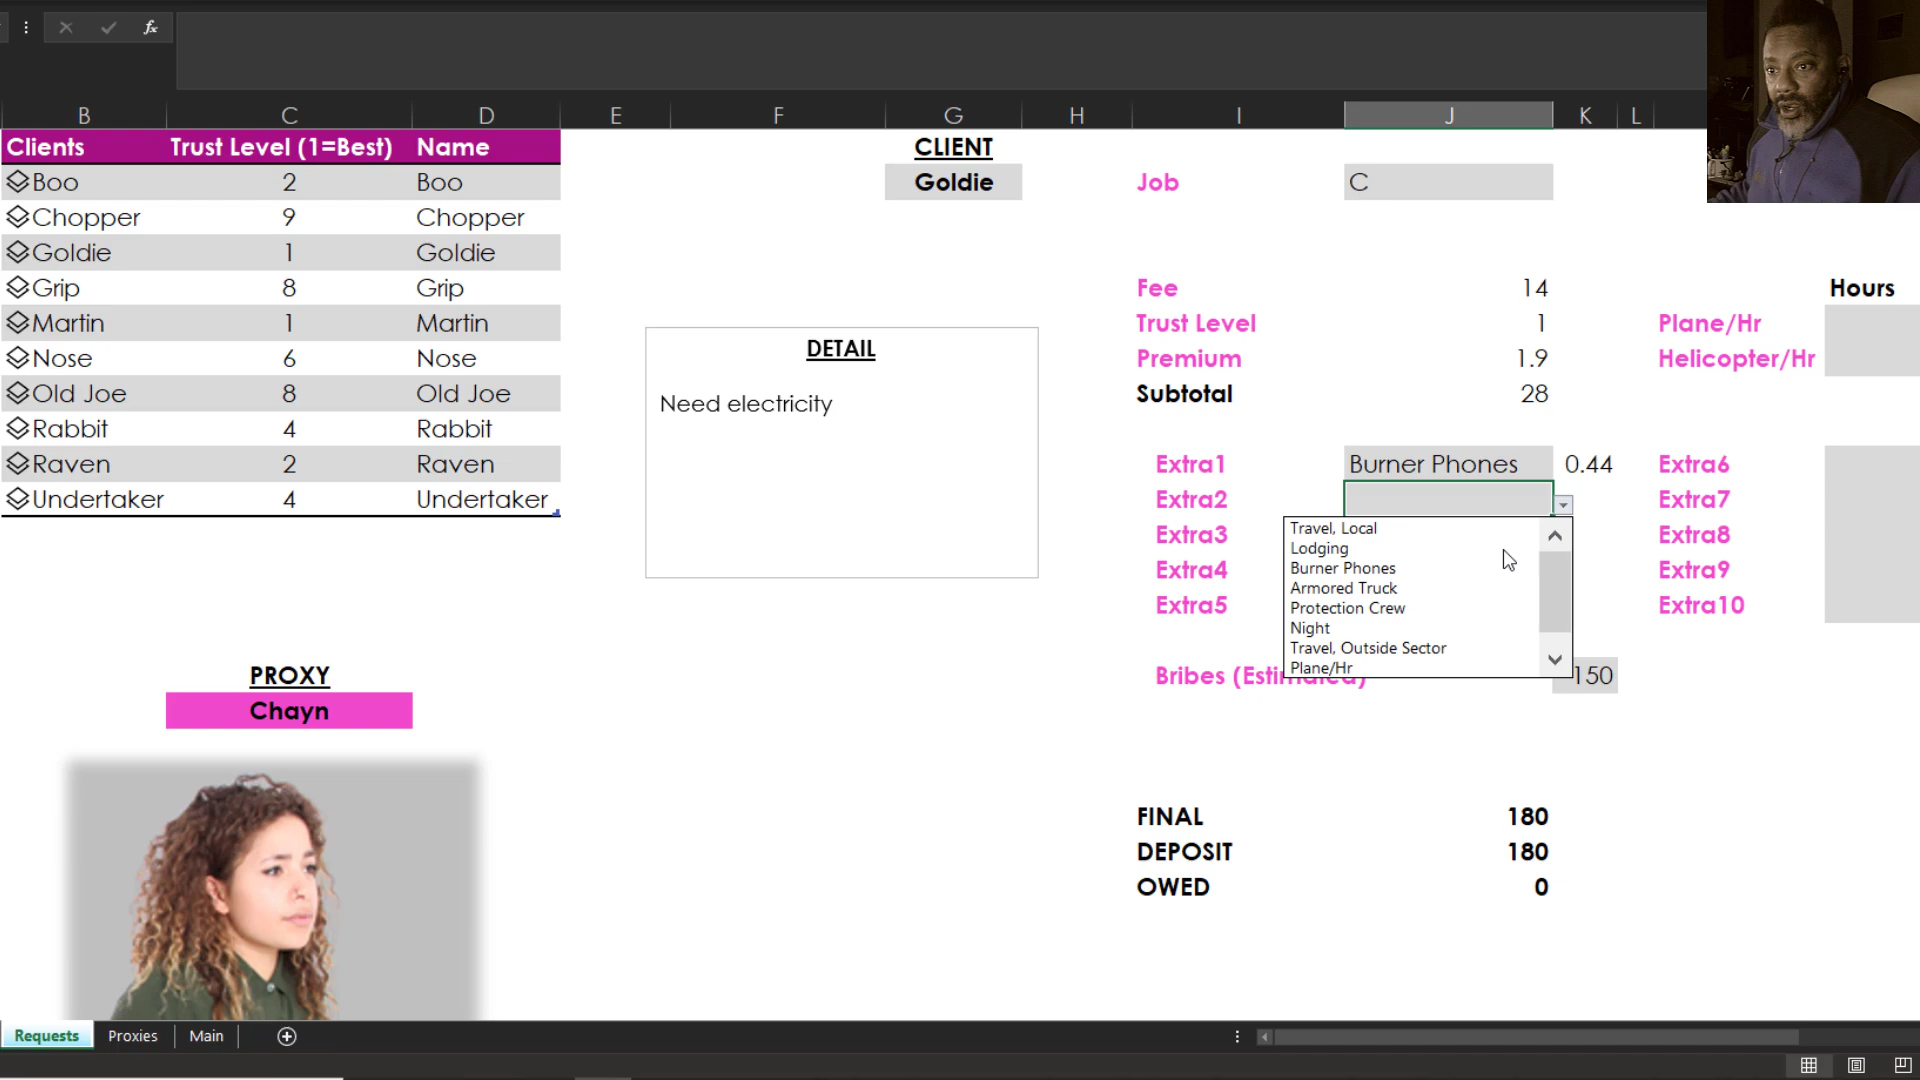 fx
B C D E F G H I J K L
Clients Trust Level (1=Best) Name
Boo 2 Boo
Chopper 9 Chopper
Goldie 1 Goldie
Grip 8 Grip
Martin 1 Martin
Nose 6 Nose
Old Joe 8 Old Joe
Rabbit 4 Rabbit
Raven 2 Raven
Undertaker 4 Undertaker
PROXY
Chayn
CLIENT
Goldie
DETAIL
Need electricity
Job C
Fee 14
Trust Level 1
Premium 1.9
Subtotal 28
Hours
Plane/Hr
Helicopter/Hr
Extra1 Burner Phones 0.44
Extra2
Extra3
Extra4
Extra5
Travel, Local
Lodging
Burner Phones
Armored Truck
Protection Crew
Night
Travel, Outside Sector
Plane/Hr
Extra6
Extra7
Extra8
Extra9
Extra10
Bribes (Estimated) 150
FINAL 180
DEPOSIT 180
OWED 0
Requests Proxies Main